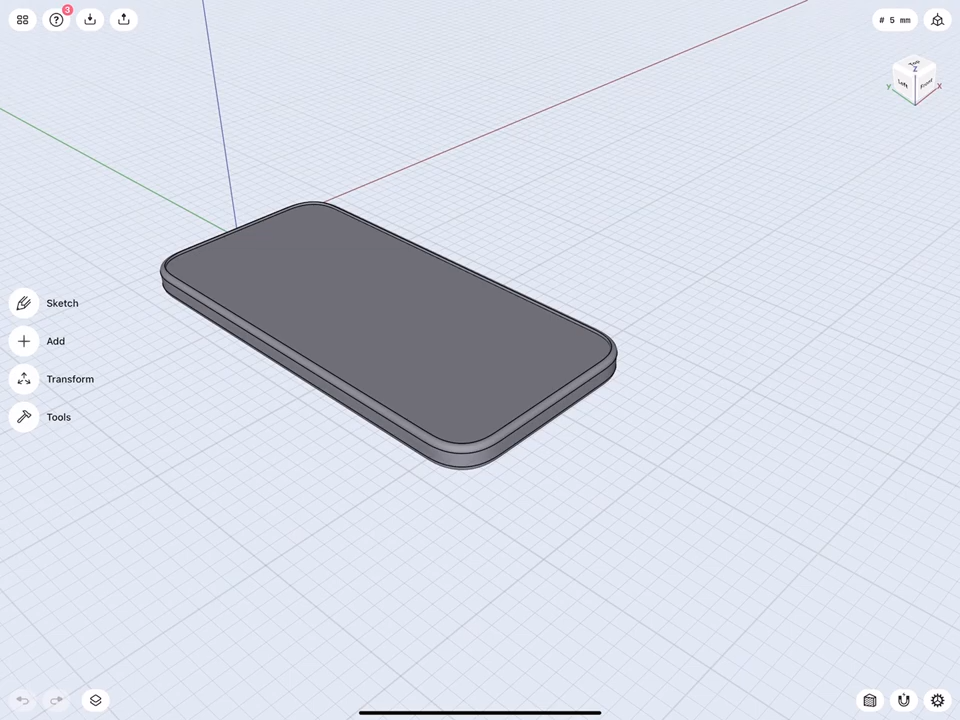 3
# 5 mm
Top
Z
Left
Front
Y
X
Sketch
Add
Transform
Tools